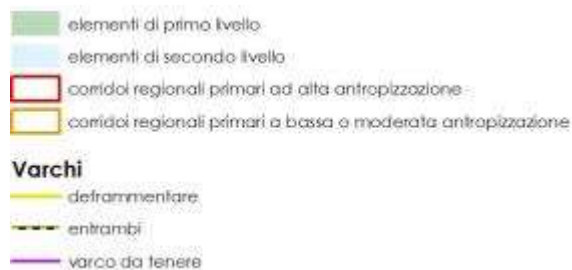 elementi di primo livello
elementi di secondo livello
corridoi regionali primari ad alta antropizzazione
corridoi regionali primari a bassa o moderata antropizzazione
Varchi
deframmentare
entrambi
varco da tenere